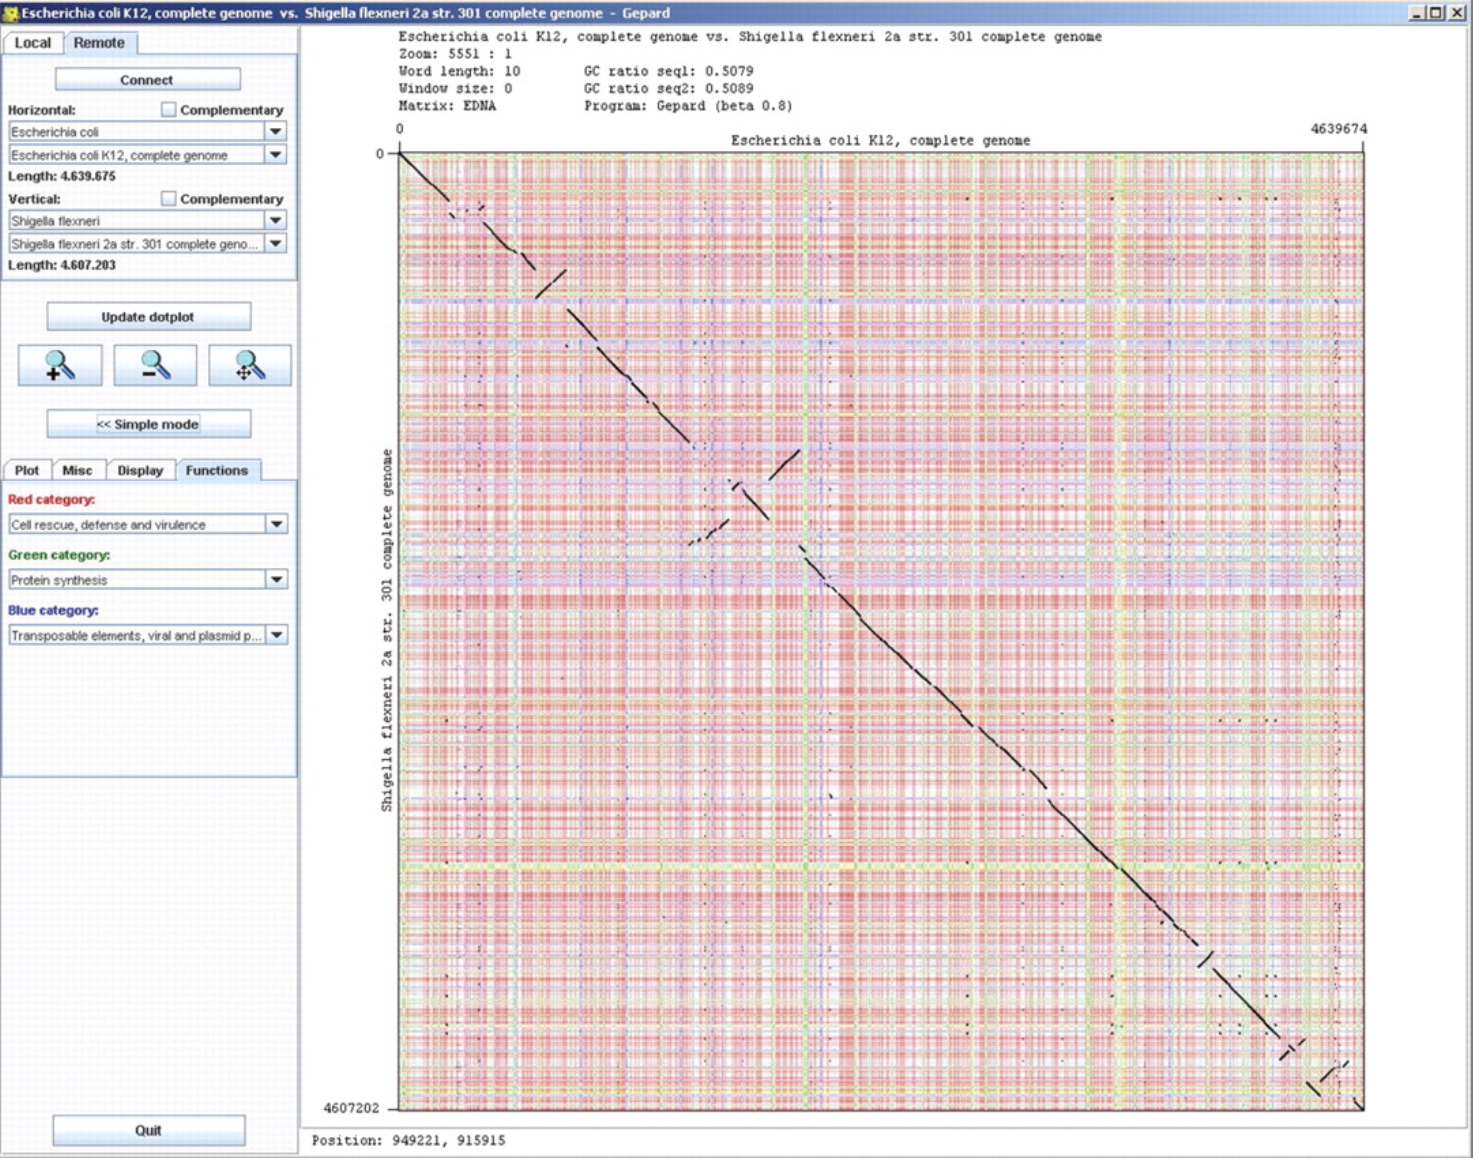 Escherichia coli K12, complete genome vs. Shigella flexneri 2a str. 301 complete genome - Gepard
Local Remote
Connect
Horizontal: Complementary
Escherichia coli
Escherichia coli K12, complete genome
Length: 4.639.675
Vertical: Complementary
Shigella flexneri
Shigella flexneri 2a str. 301 complete geno...
Length: 4.607.203
Update dotplot
<< Simple mode
Plot Misc Display Functions
Red category:
Cell rescue, defense and virulence
Green category:
Protein synthesis
Blue category:
Transposable elements, viral and plasmid p...
Quit
Escherichia coli K12, complete genome vs. Shigella flexneri 2a str. 301 complete genome
Zoom: 5551 : 1
Word length: 10 GC ratio seq1: 0.5079
Window size: 0 GC ratio seq2: 0.5089
Matrix: EDNA Program: Gepard (beta 0.8)
0 4639674
Escherichia coli K12, complete genome
0
Shigella flexneri 2a str. 301 complete genome
4607202
Position: 949221, 915915